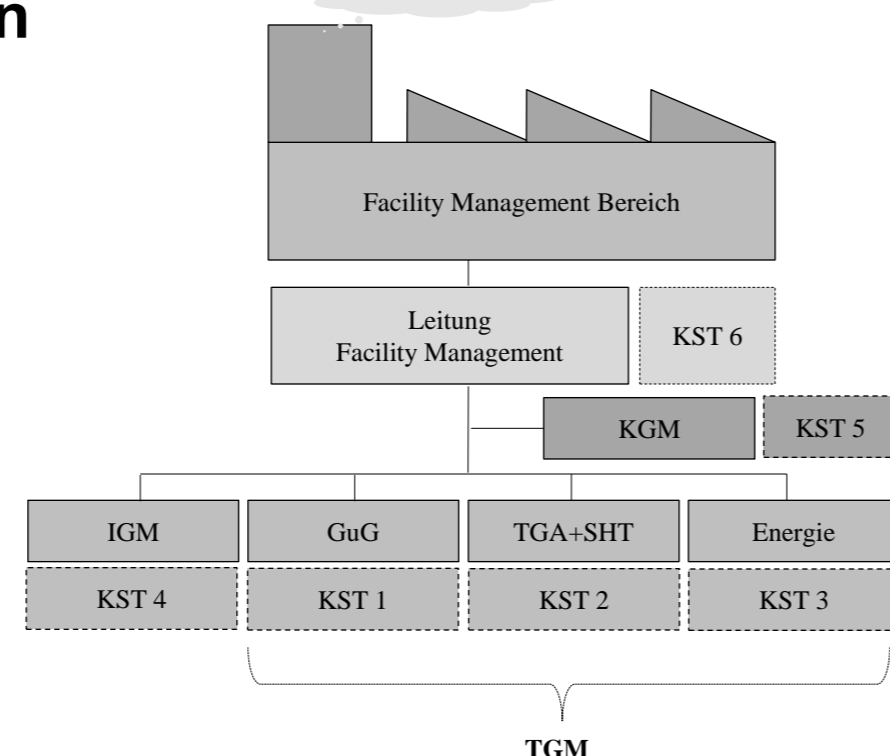 n
Facility Management Bereich
Leitung
Facility Management
KST 6
KGM
KST 5
IGM
GuG
TGA+SHT
Energie
KST 4
KST 1
KST 2
KST 3
TGM